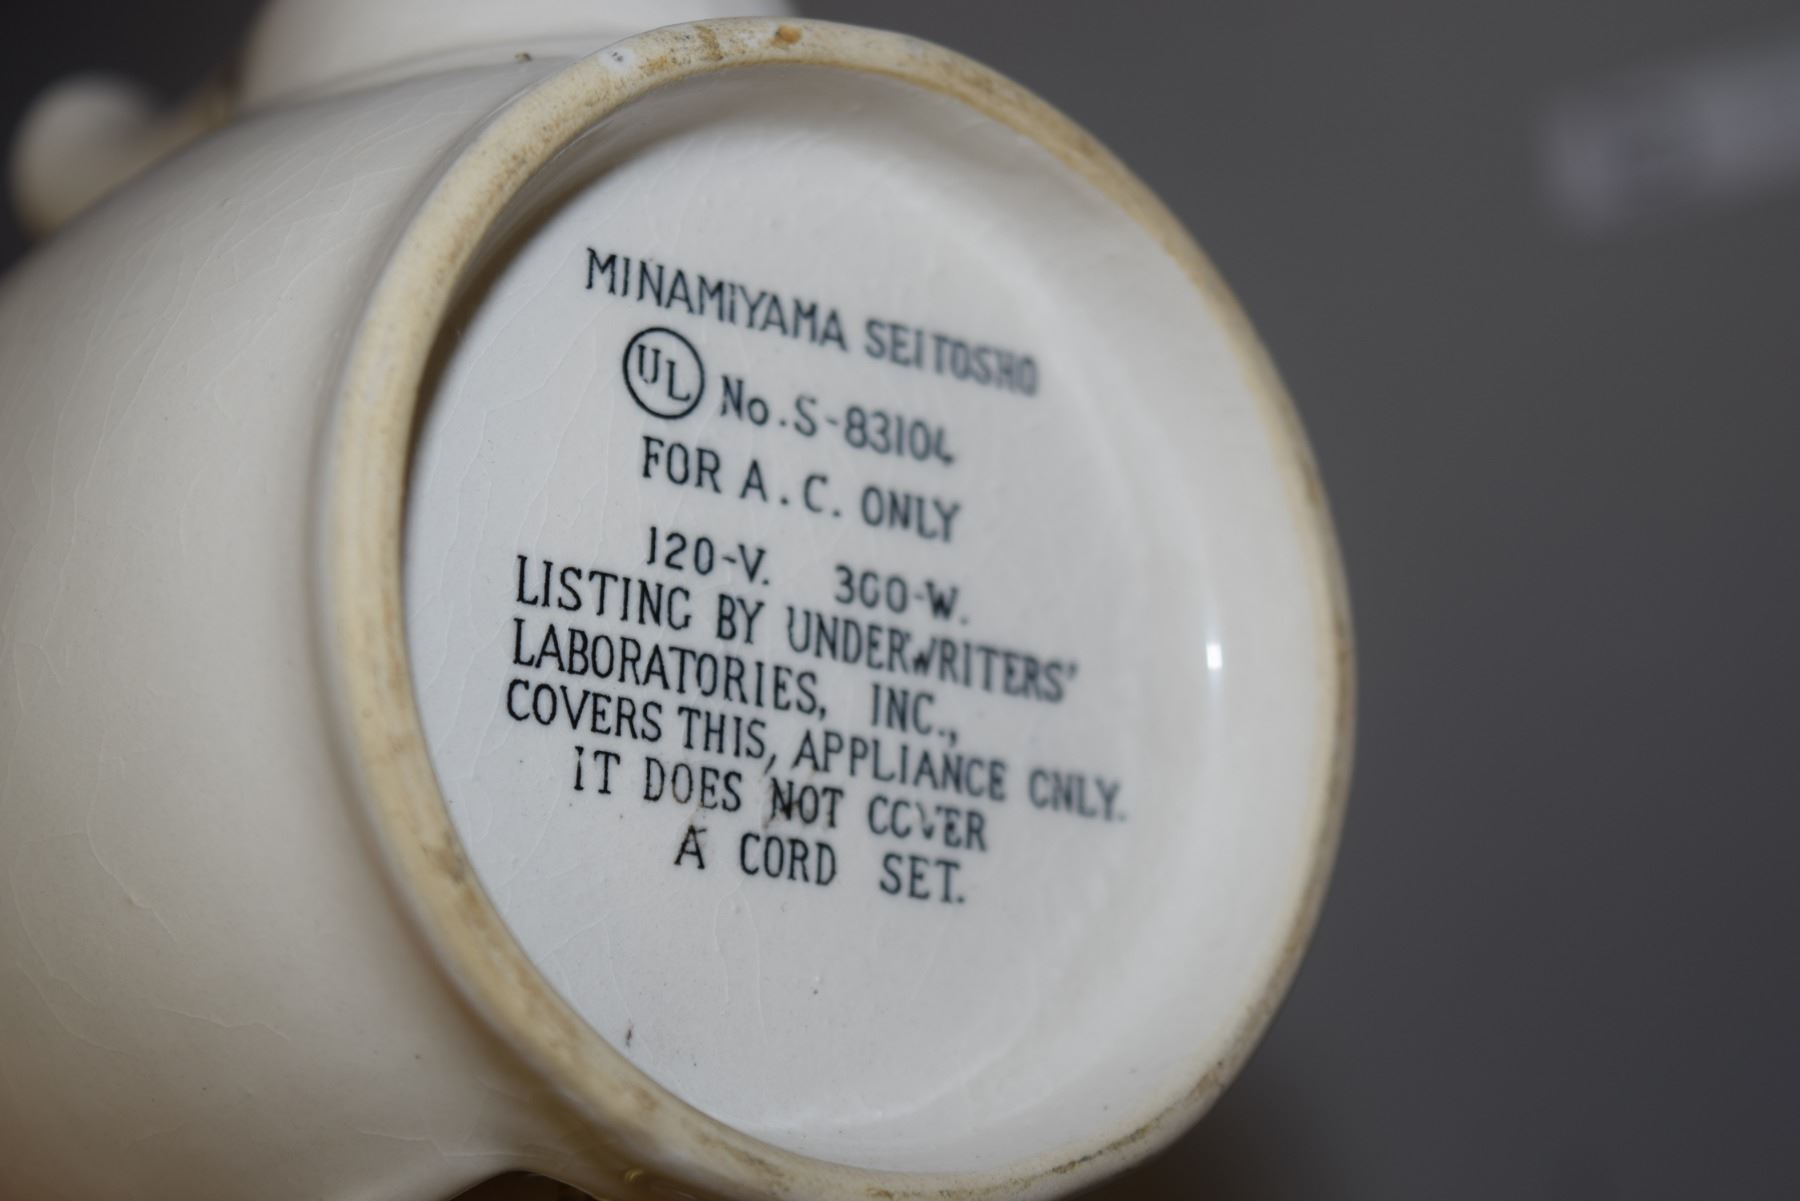 MINAMIYAMA SEITOSHO
UL No. S-83104
FOR A.C. ONLY
120-V. 300-W.
LISTING BY UNDERWRITERS'
LABORATORIES, INC.,
COVERS THIS, APPLIANCE ONLY.
IT DOES NOT COVER
A CORD SET.